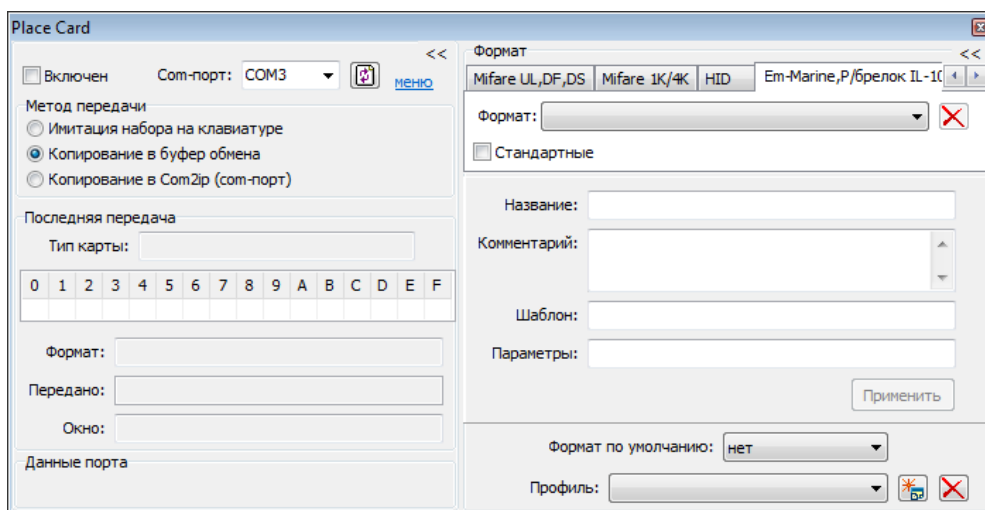 Place Card
<<
Включен Com-порт: COM3 меню
Метод передачи
Имитация набора на клавиатуре
Копирование в буфер обмена
Копирование в Com2ip (com-порт)
Последняя передача
Тип карты:
0 1 2 3 4 5 6 7 8 9 A B C D E F
Формат:
Передано:
Окно:
Данные порта
Формат
<<
Mifare UL,DF,DS Mifare 1K/4K HID Em-Marine,P/брелок IL-10
Формат:
Стандартные
Название:
Комментарий:
Шаблон:
Параметры:
Применить
Формат по умолчанию: нет
Профиль: